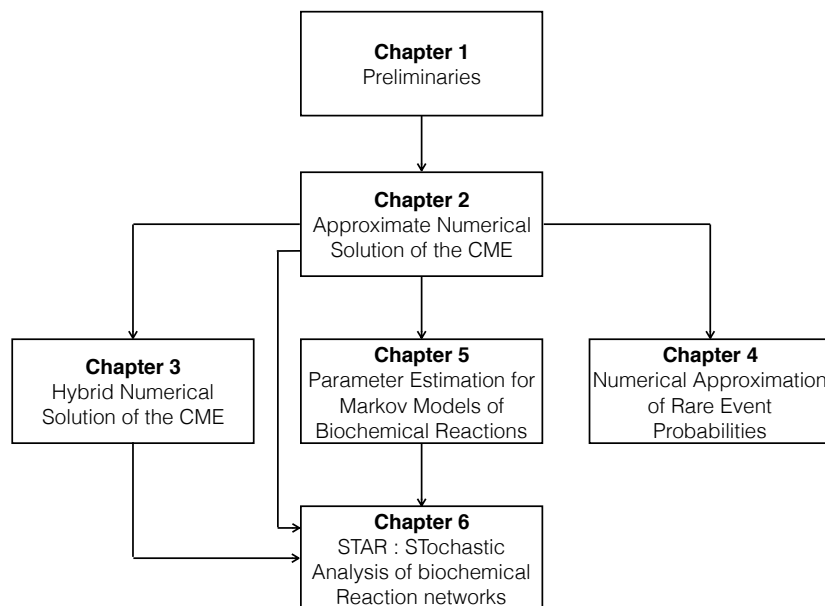 Chapter 1
Preliminaries
Chapter 2
Approximate Numerical
Solution of the CME
Chapter 3
Hybrid Numerical
Solution of the CME
Chapter 5
Parameter Estimation for
Markov Models of
Biochemical Reactions
Chapter 4
Numerical Approximation
of Rare Event
Probabilities
Chapter 6
STAR : STochastic
Analysis of biochemical
Reaction networks